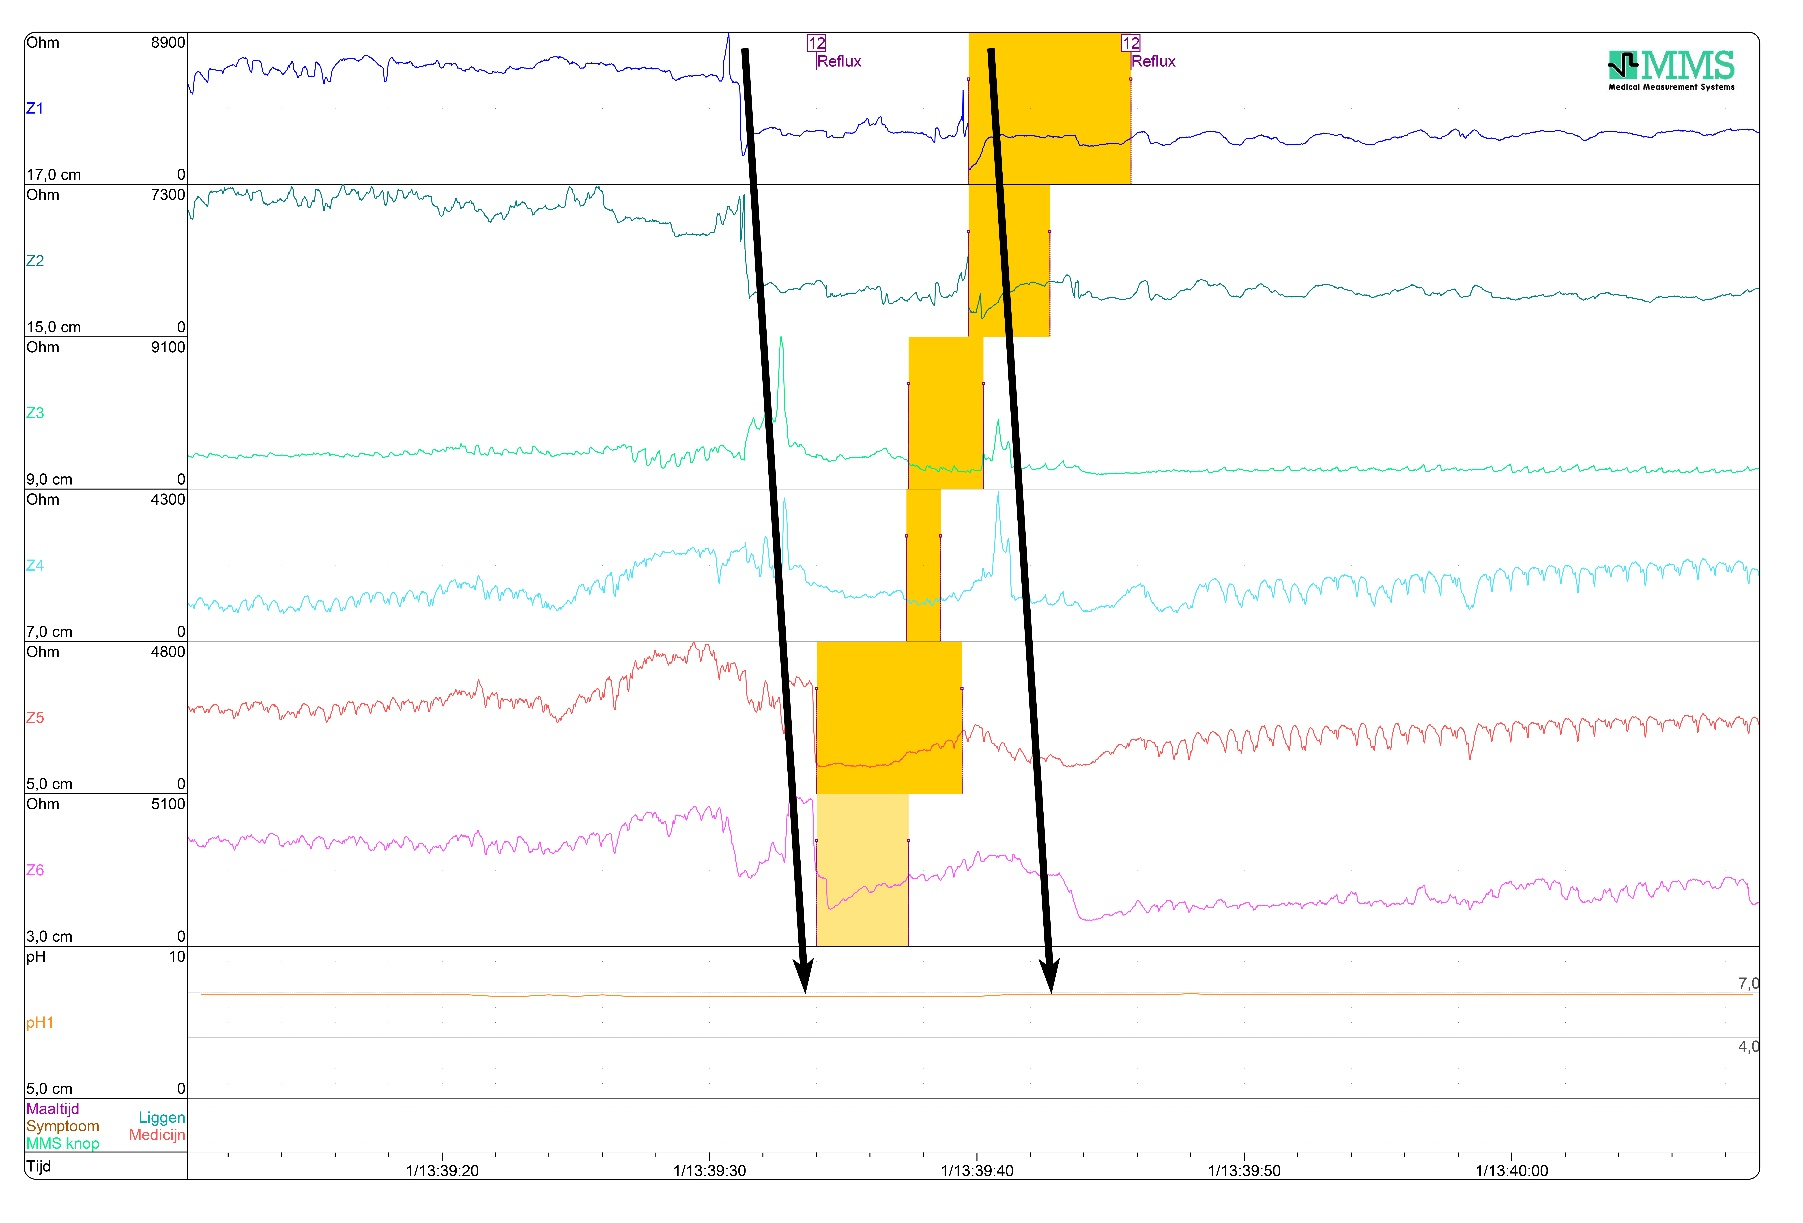 Ohm 8900
12 Reflux
12 Reflux
MMS
Medical Measurement Systems
Z1
17,0 cm 0
Ohm 7300
Z2
15,0 cm 0
Ohm 9100
Z3
9,0 cm 0
Ohm 4300
Z4
7,0 cm 0
Ohm 4800
Z5
5,0 cm 0
Ohm 5100
Z6
3,0 cm 0
pH 10
7,0
pH1
4,0
5,0 cm 0
Maaltijd
Liggen
Symptoom
Medicijn
MMS knop
Tijd
1/13:39:20 1/13:39:30 1/13:39:40 1/13:39:50 1/13:40:00